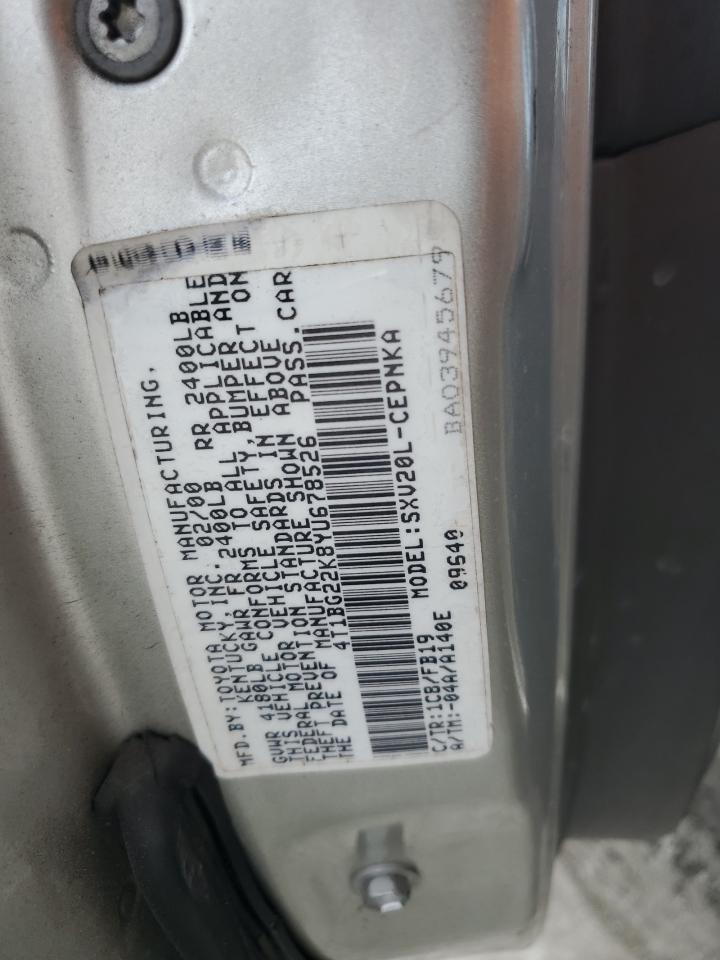 MFD.BY:TOYOTA MOTOR MANUFACTURING,
KENTUCKY,INC. 02/00
GVWR 4180LB GAWR FR 2400LB RR 2400LB
THIS VEHICLE CONFORMS TO ALL APPLICABLE
FEDERAL MOTOR VEHICLE SAFETY,BUMPER AND
THEFT PREVENTION STANDARDS IN EFFECT ON
THE DATE OF MANUFACTURE SHOWN ABOVE
4T1BG22K8YU678526 PASS.CAR
MODEL:SXV20L-CEPNKA
C/TR:1C8/FB19
A/TM:-04A/A140E 09640
BA03945679